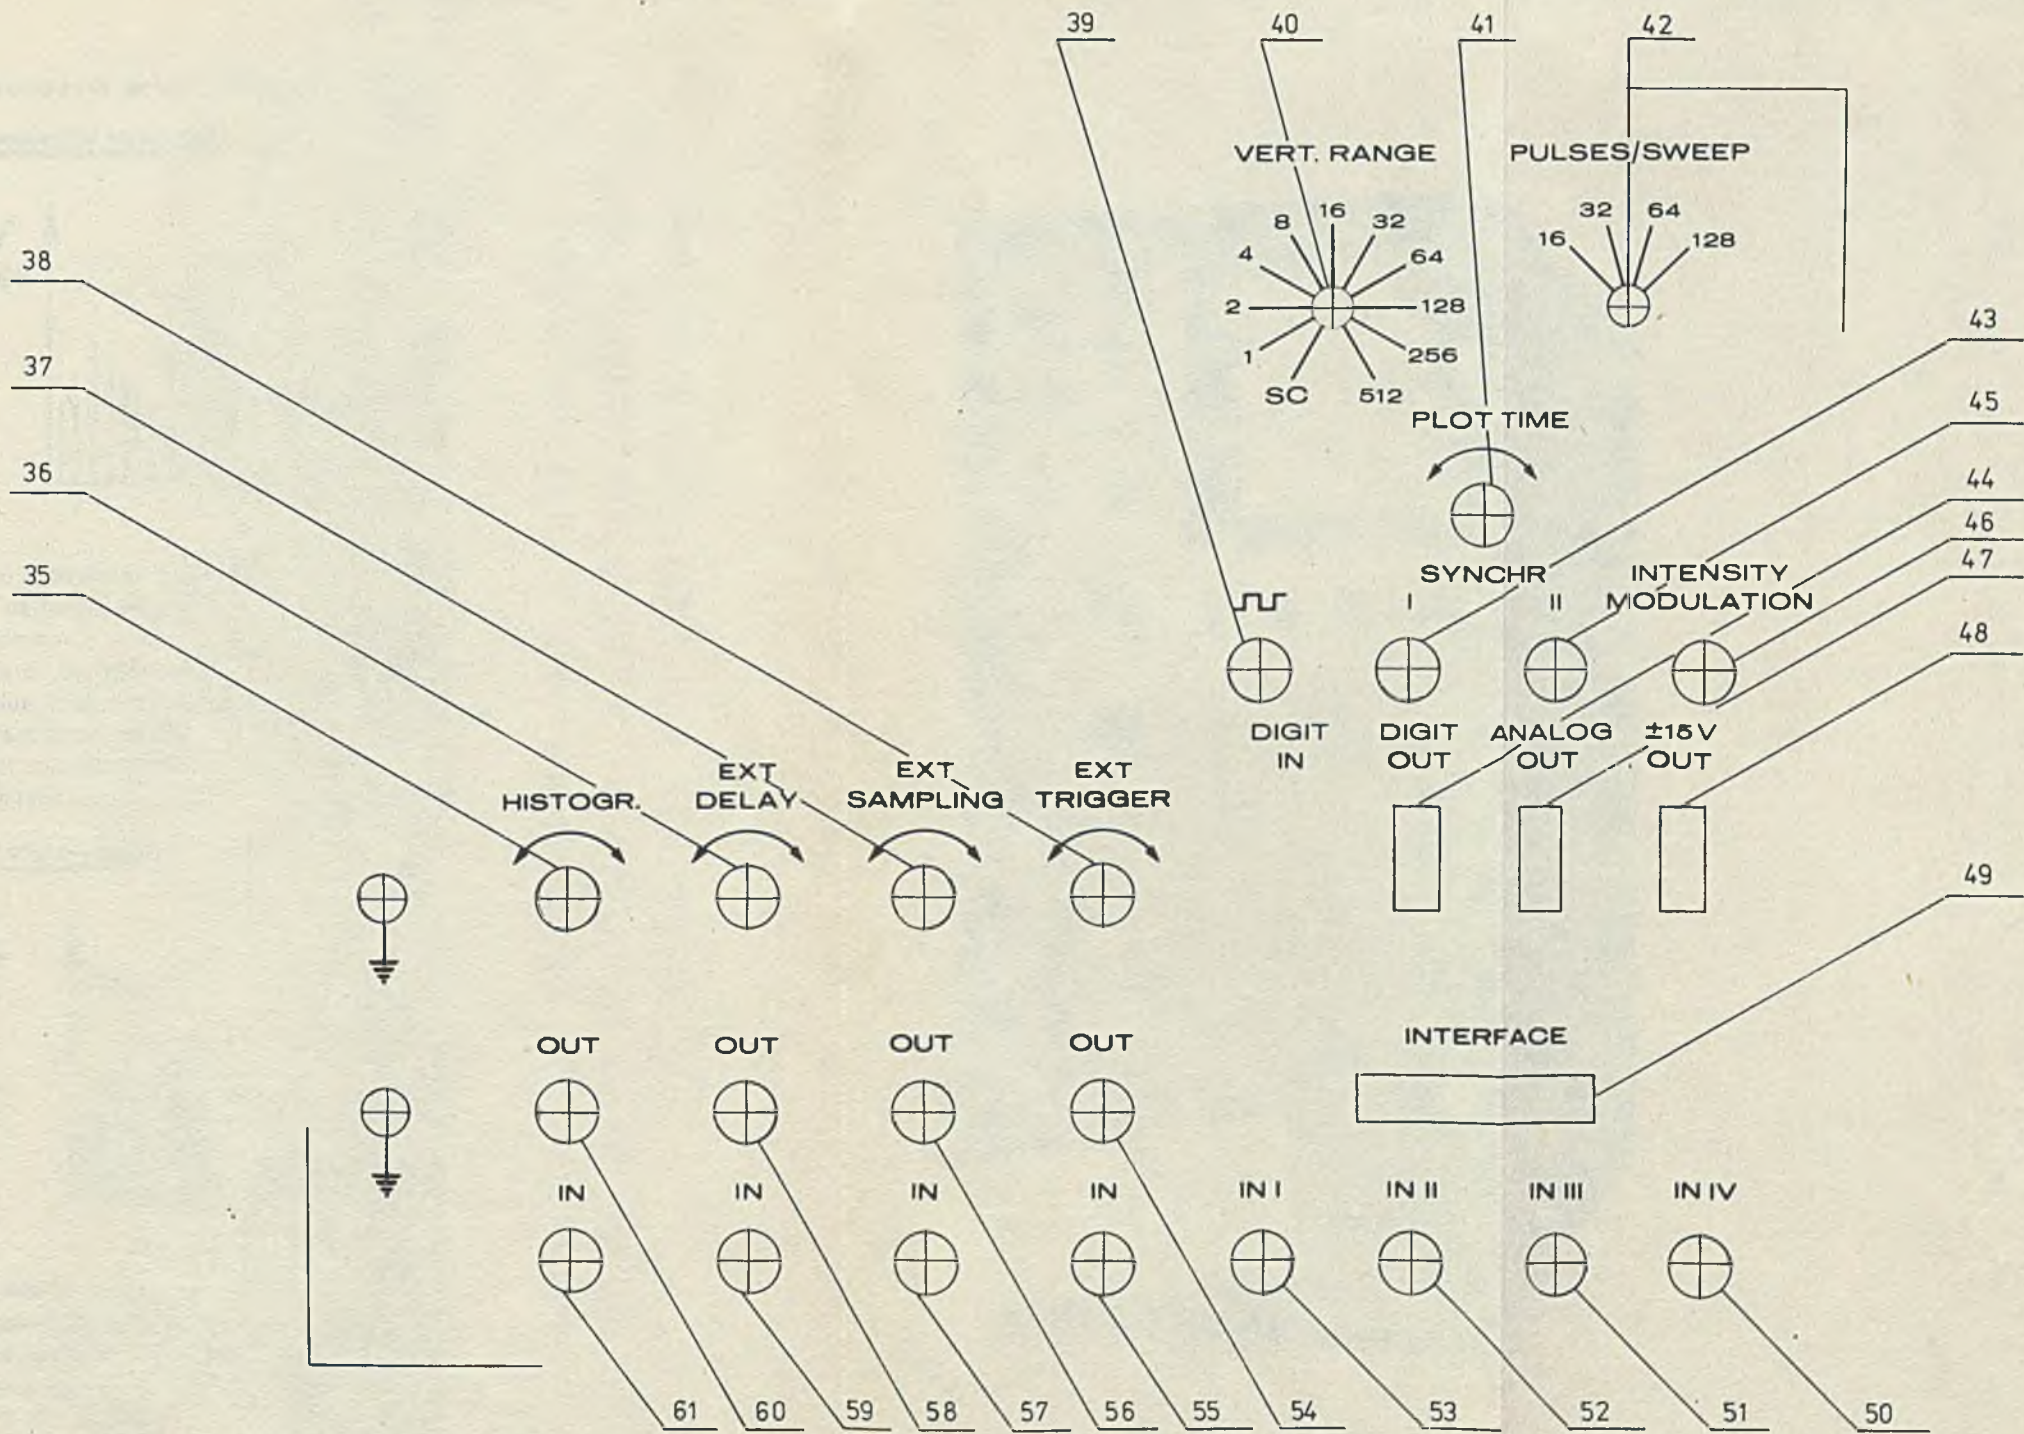 39 40 41 42
VERT. RANGE PULSES/SWEEP
16 32 64
8 32 16 128
4 64
38
2 128
43
1 256
37
SC 512
45
PLOT TIME
36 44
46
47
35 SYNCHR INTENSITY
I II MODULATION
48
DIGIT DIGIT ANALOG ±15V
IN OUT OUT OUT
EXT EXT EXT
HISTOGR. DELAY SAMPLING TRIGGER
49
OUT OUT OUT OUT INTERFACE
IN IN IN IN IN I IN II IN III IN IV
61 60 59 58 57 56 55 54 53 52 51 50